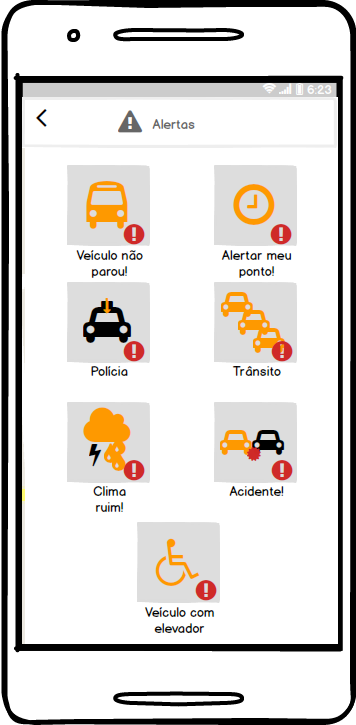 6:23
Alertas
Veículo não
parou!
Alertar meu
ponto!
Polícia
Trânsito
Clima
ruim!
Acidente!
Veículo com
elevador